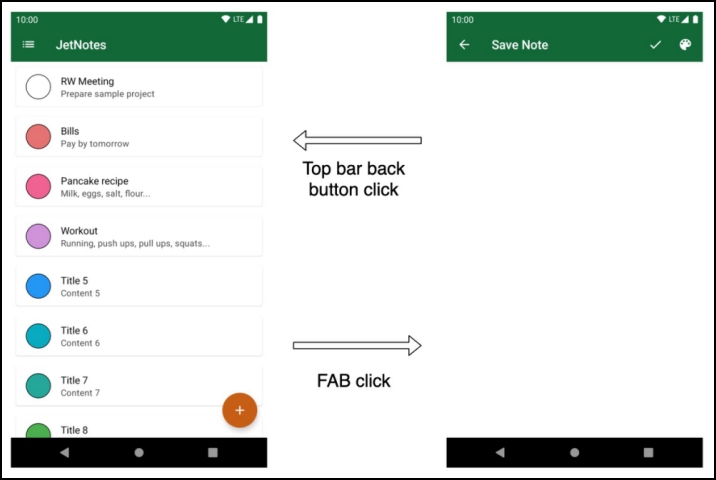 10:00
LTE
JetNotes
RW Meeting
Prepare sample project
Bills
Pay by tomorrow
Pancake recipe
Milk, eggs, salt, flour...
Workout
Running, push ups, pull ups, squats...
Title 5
Content 5
Title 6
Content 6
Title 7
Content 7
+
Title 8
Top bar back
button click
FAB click
10:00
LTE
Save Note